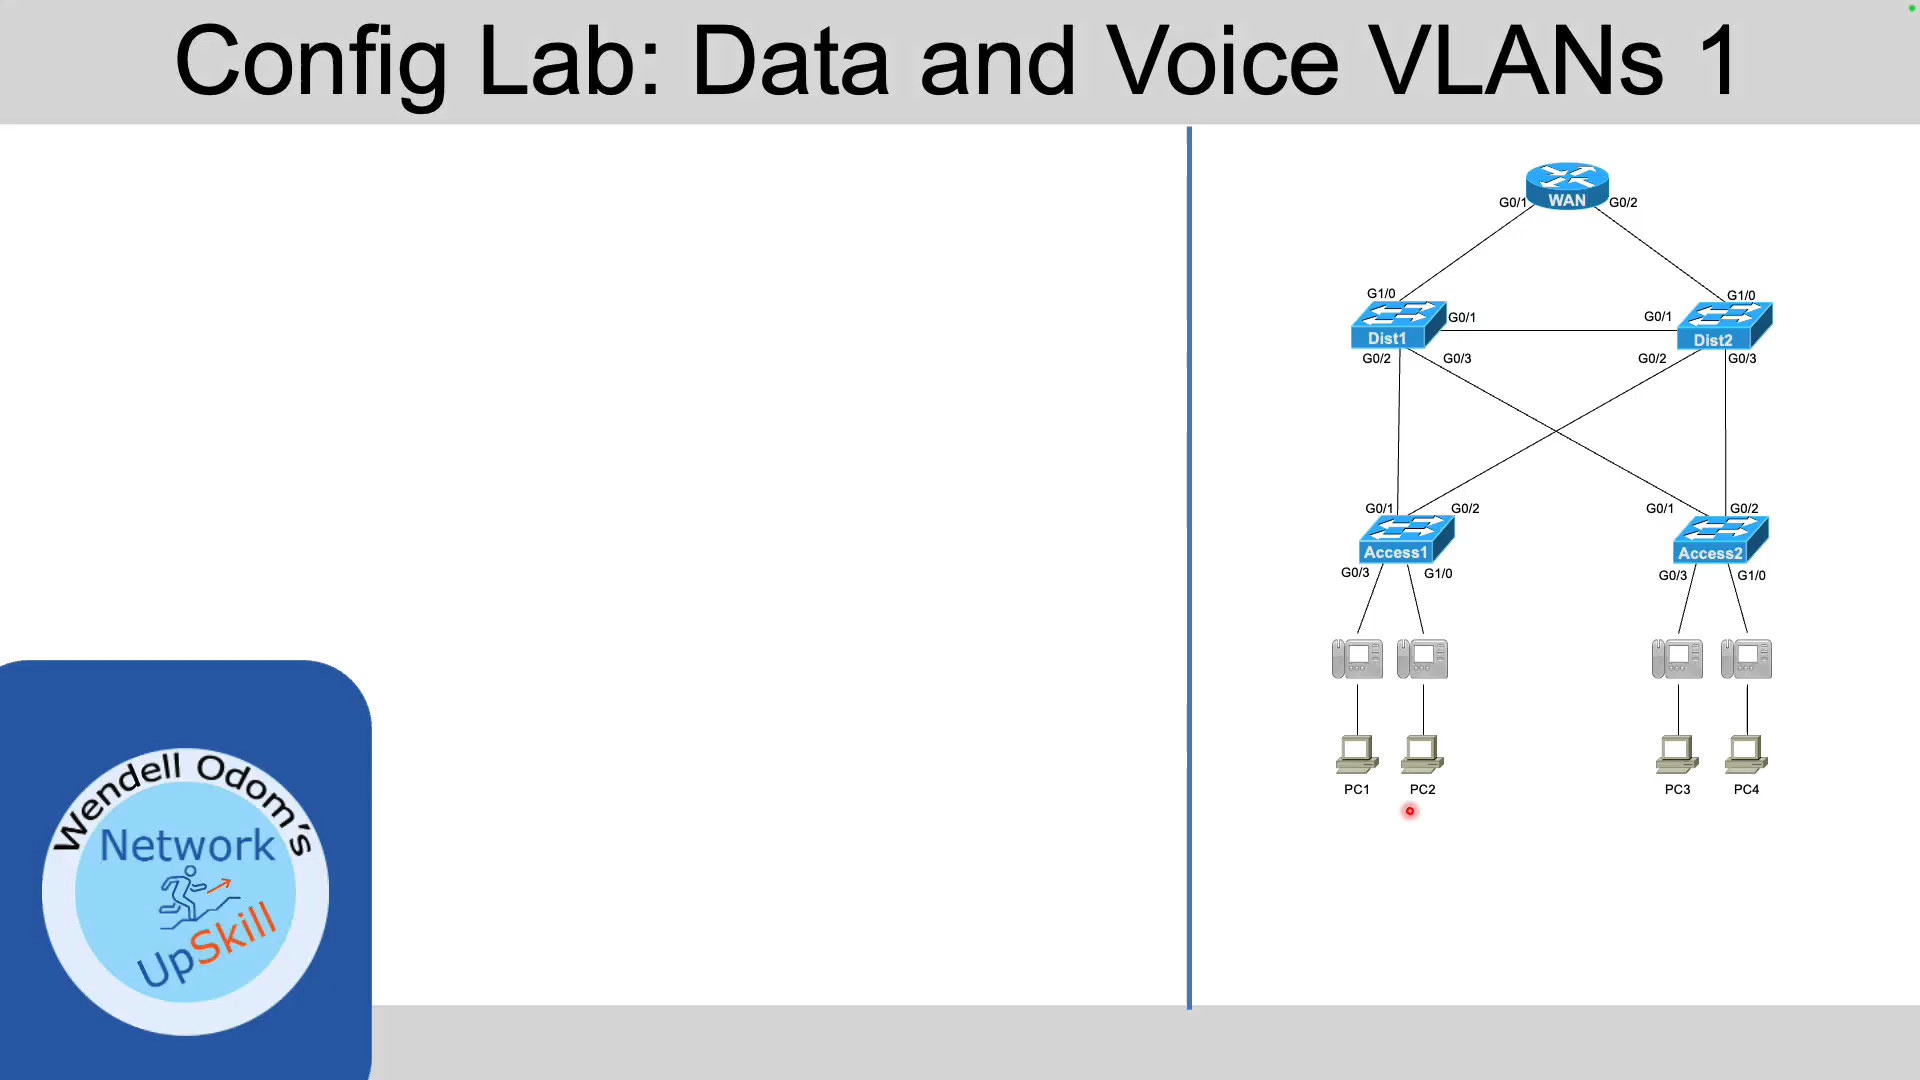 Config Lab: Data and Voice VLANs 1
WAN
G0/1
G0/2
G1/0
G1/0
G0/1
G0/1
Dist1
Dist2
G0/2
G0/3
G0/2
G0/3
G0/1
G0/2
G0/1
G0/2
Access1
Access2
G0/3
G1/0
G0/3
G1/0
PC1
PC2
PC3
PC4
Wendell Odom's
Network
UpSkill